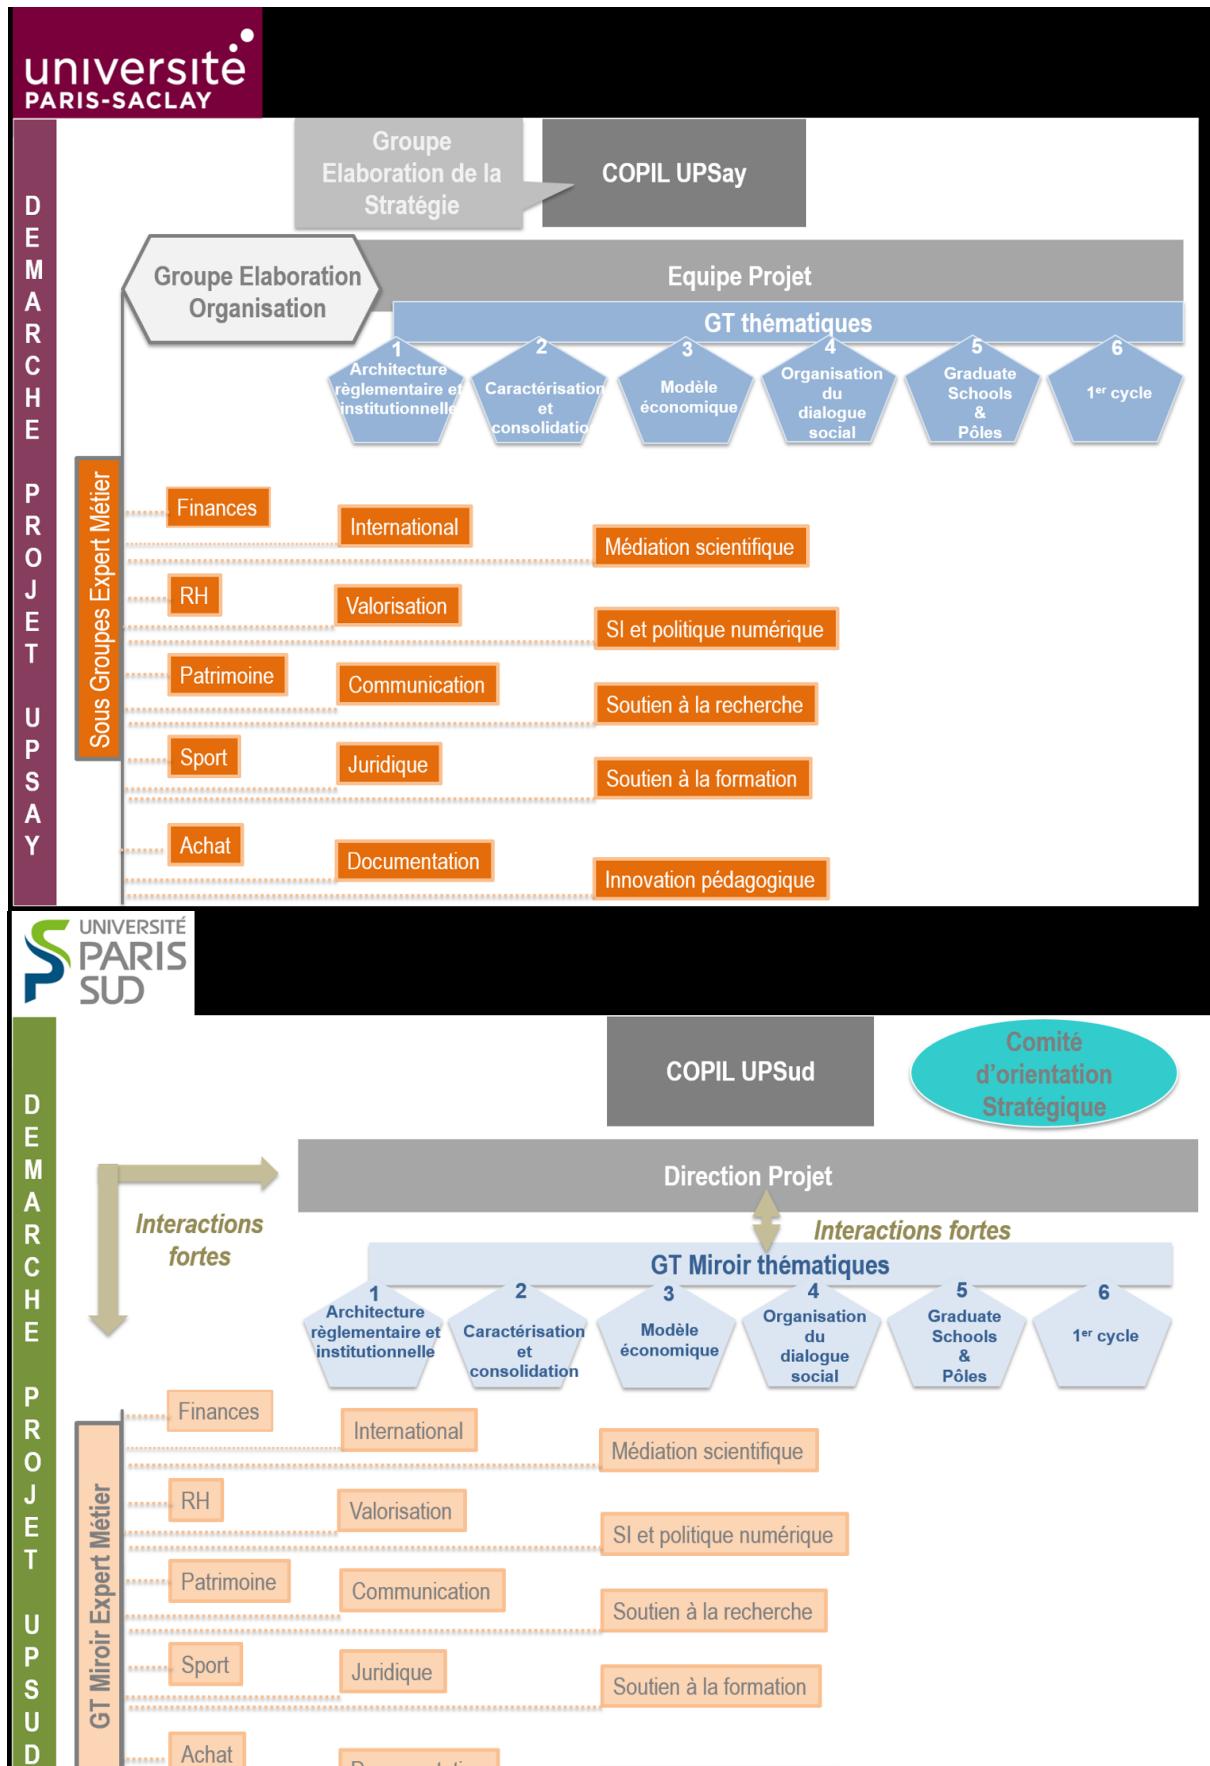 université
PARIS-SACLAY
DEMARCHE PROJET UPSAY
Groupe
Elaboration de la
Stratégie
COPIL UPSay
Groupe Elaboration
Organisation
Equipe Projet
GT thématiques
1
Architecture
règlementaire et
institutionnelle
2
Caractérisation
et
consolidatio
3
Modèle
économique
4
Organisation
du
dialogue
social
5
Graduate
Schools
&
Pôles
6
1er cycle
Sous Groupes Expert Métier
Finances
International
Médiation scientifique
RH
Valorisation
SI et politique numérique
Patrimoine
Communication
Soutien à la recherche
Sport
Juridique
Soutien à la formation
Achat
Documentation
Innovation pédagogique
UNIVERSITÉ
PARIS
SUD
DEMARCHE PROJET UPSUD
COPIL UPSud
Comité
d'orientation
Stratégique
Direction Projet
Interactions
fortes
Interactions fortes
GT Miroir thématiques
1
Architecture
règlementaire et
institutionnelle
2
Caractérisation
et
consolidation
3
Modèle
économique
4
Organisation
du
dialogue
social
5
Graduate
Schools
&
Pôles
6
1er cycle
GT Miroir Expert Métier
Finances
International
Médiation scientifique
RH
Valorisation
SI et politique numérique
Patrimoine
Communication
Soutien à la recherche
Sport
Juridique
Soutien à la formation
Achat